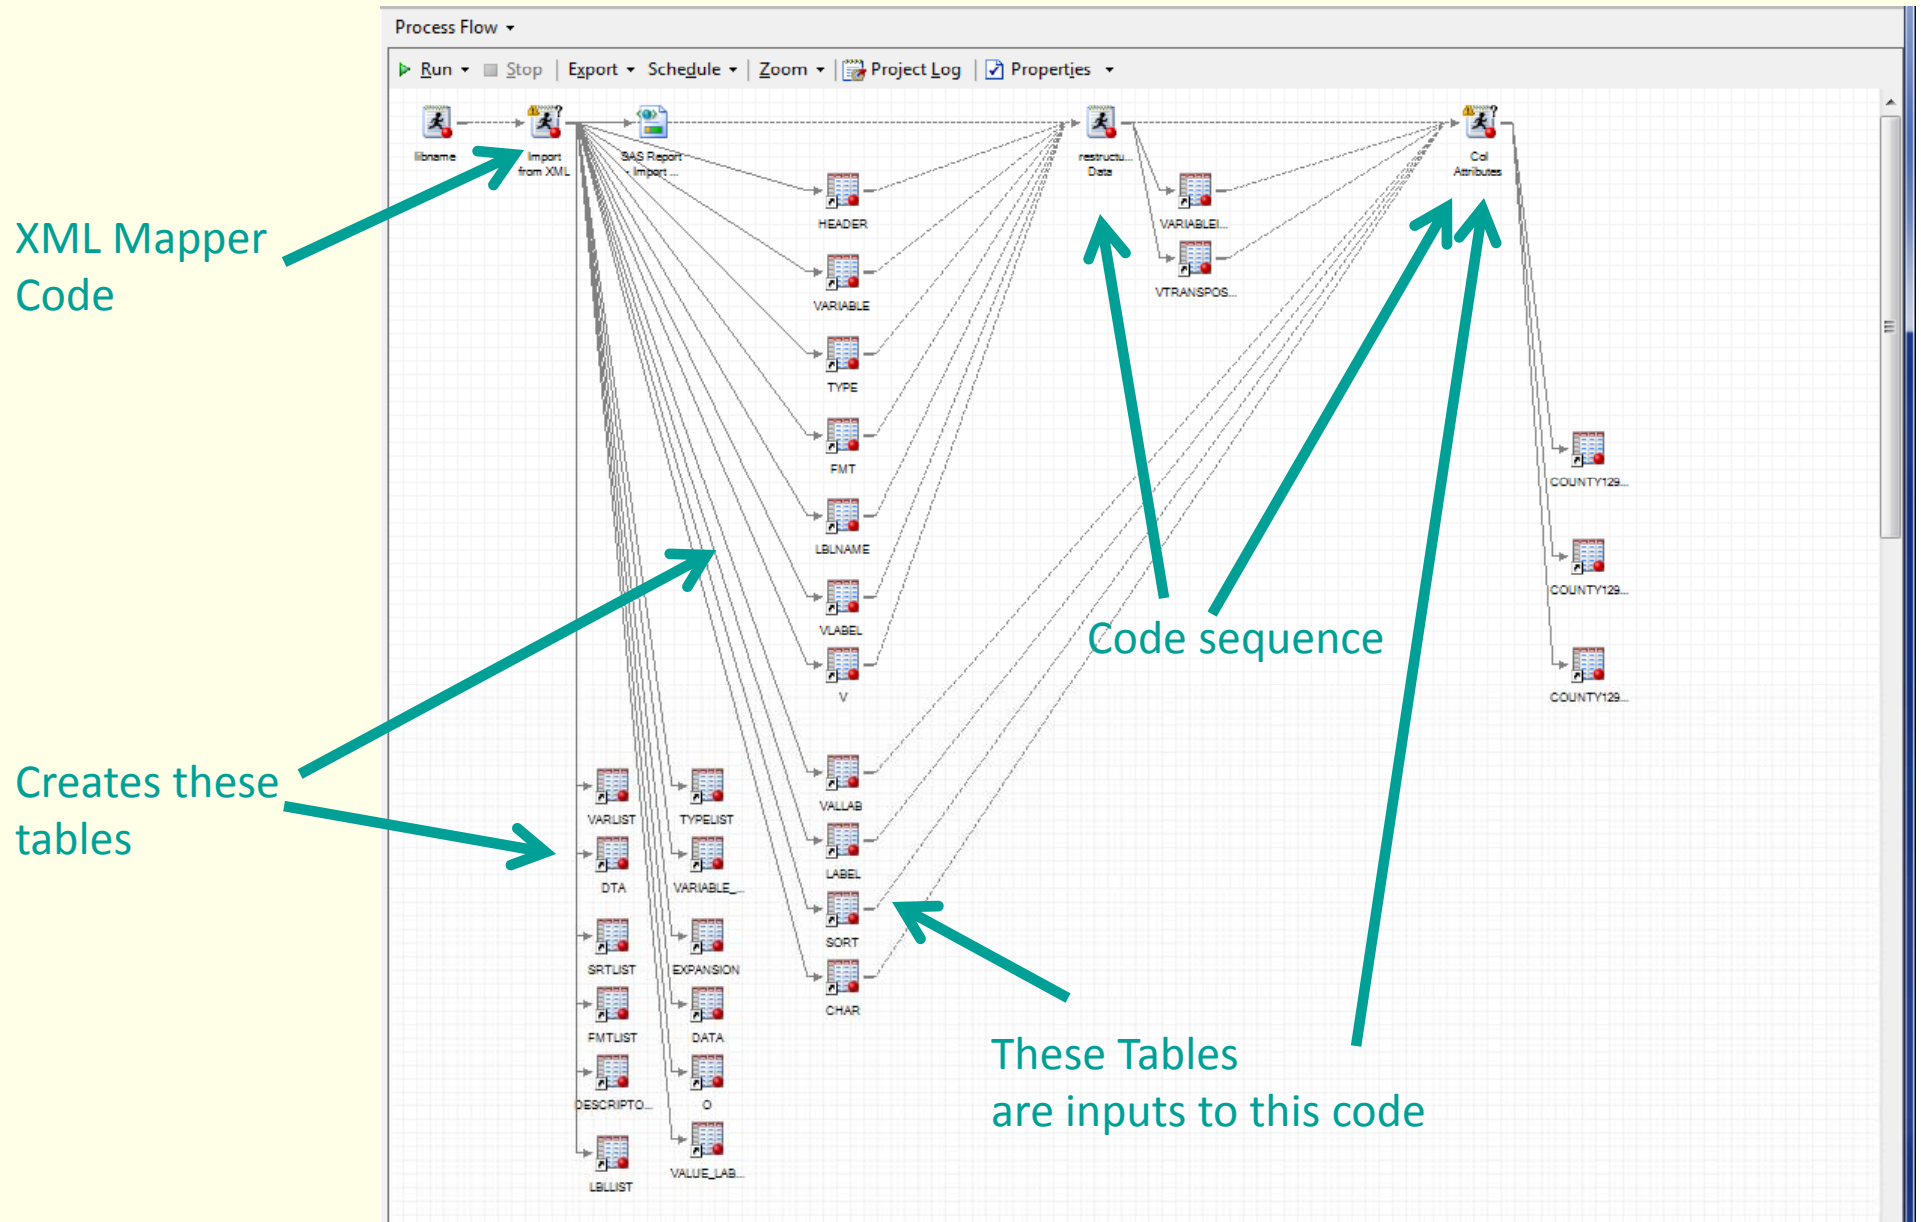 Process Flow
Run Stop Export Schedule Zoom Project Log Properties
libname
Import
from XML
SAS Report
- Import ...
restructu...
Data
Col
Attributes
HEADER
VARIABLEI...
XML Mapper
Code
VARIABLE
VTRANSPOS...
TYPE
FMT
COUNTY129...
LBLNAME
COUNTY129...
VLABEL
Code sequence
V
COUNTY129...
Creates these
tables
VARLIST
TYPELIST
VALLAB
DTA
VARIABLE_...
LABEL
SRTLIST
EXPANSION
SORT
CHAR
FMTLIST
DATA
These Tables
are inputs to this code
DESCRIPTO...
O
VALUE_LAB...
LBLLIST